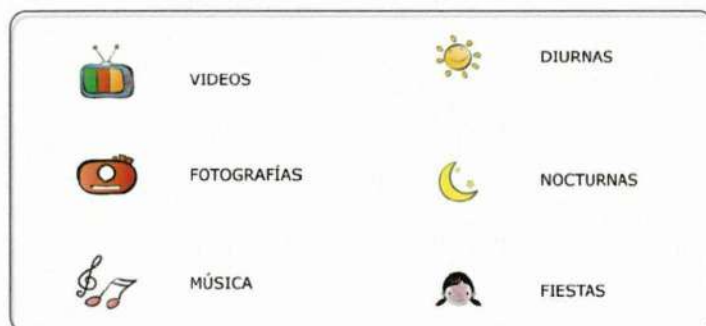 VIDEOS
DIURNAS
FOTOGRAFÍAS
NOCTURNAS
MÚSICA
FIESTAS